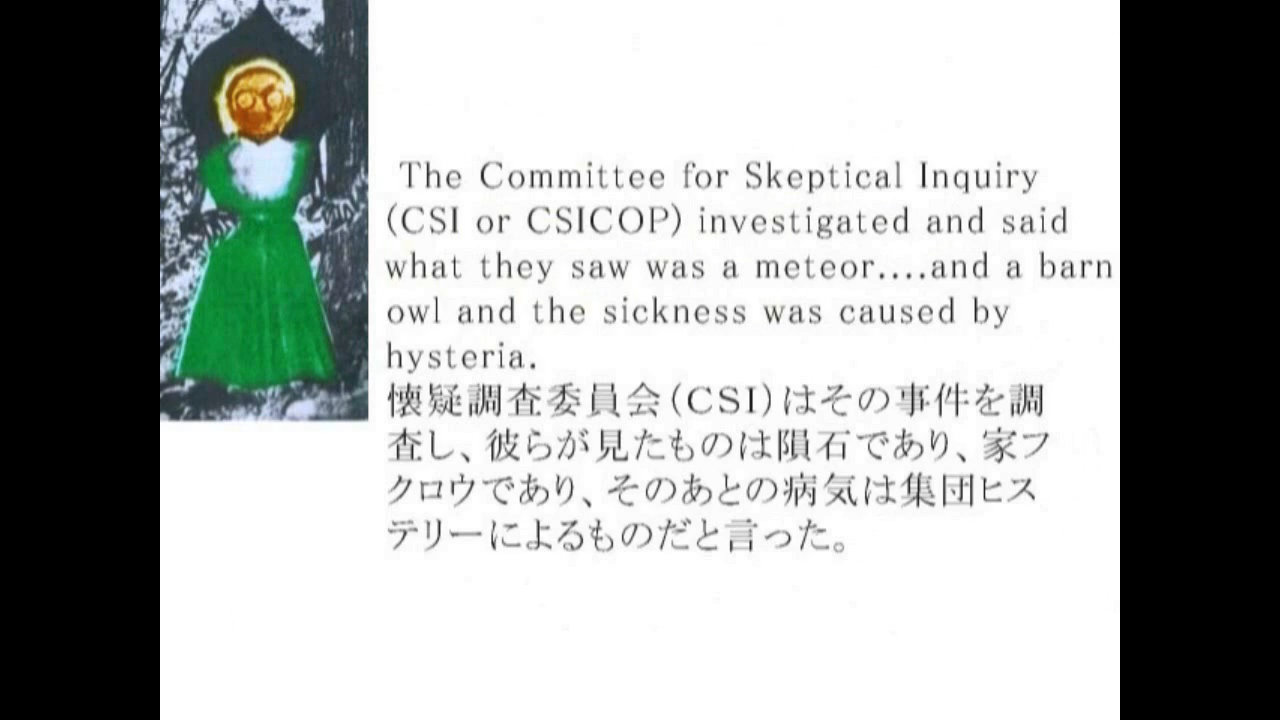 The Committee for Skeptical Inquiry
(CSI or CSICOP) investigated and said
what they saw was a meteor....and a barn
owl and the sickness was caused by
hysteria.
懐疑調査委員会(CSI)はその事件を調
査し、彼らが見たものは隕石であり、家フ
クロウであり、そのあとの病気は集団ヒス
テリーによるものだと言った。